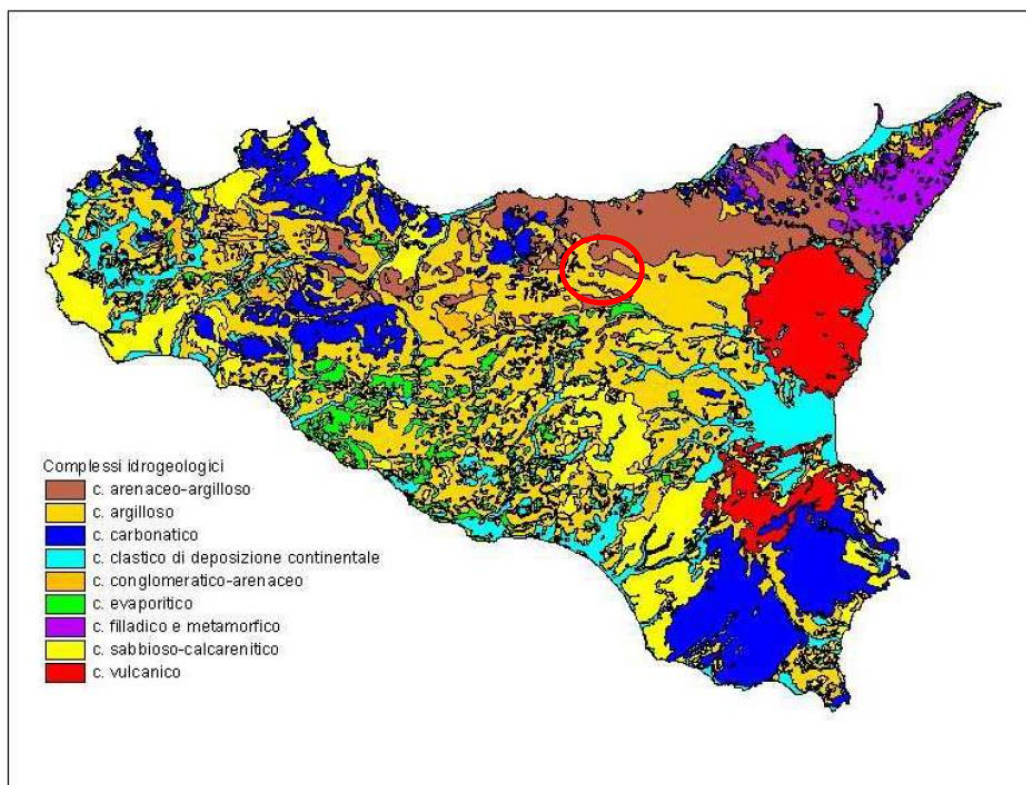 Complessi idrogeologici
c. arenaceo-argilloso
c. argilloso
c. carbonatico
c. clastico di deposizione continentale
c. conglomeratico-arenaceo
c. evaporitico
c. filladico e metamorfico
c. sabbioso-calcarenitico
c. vulcanico